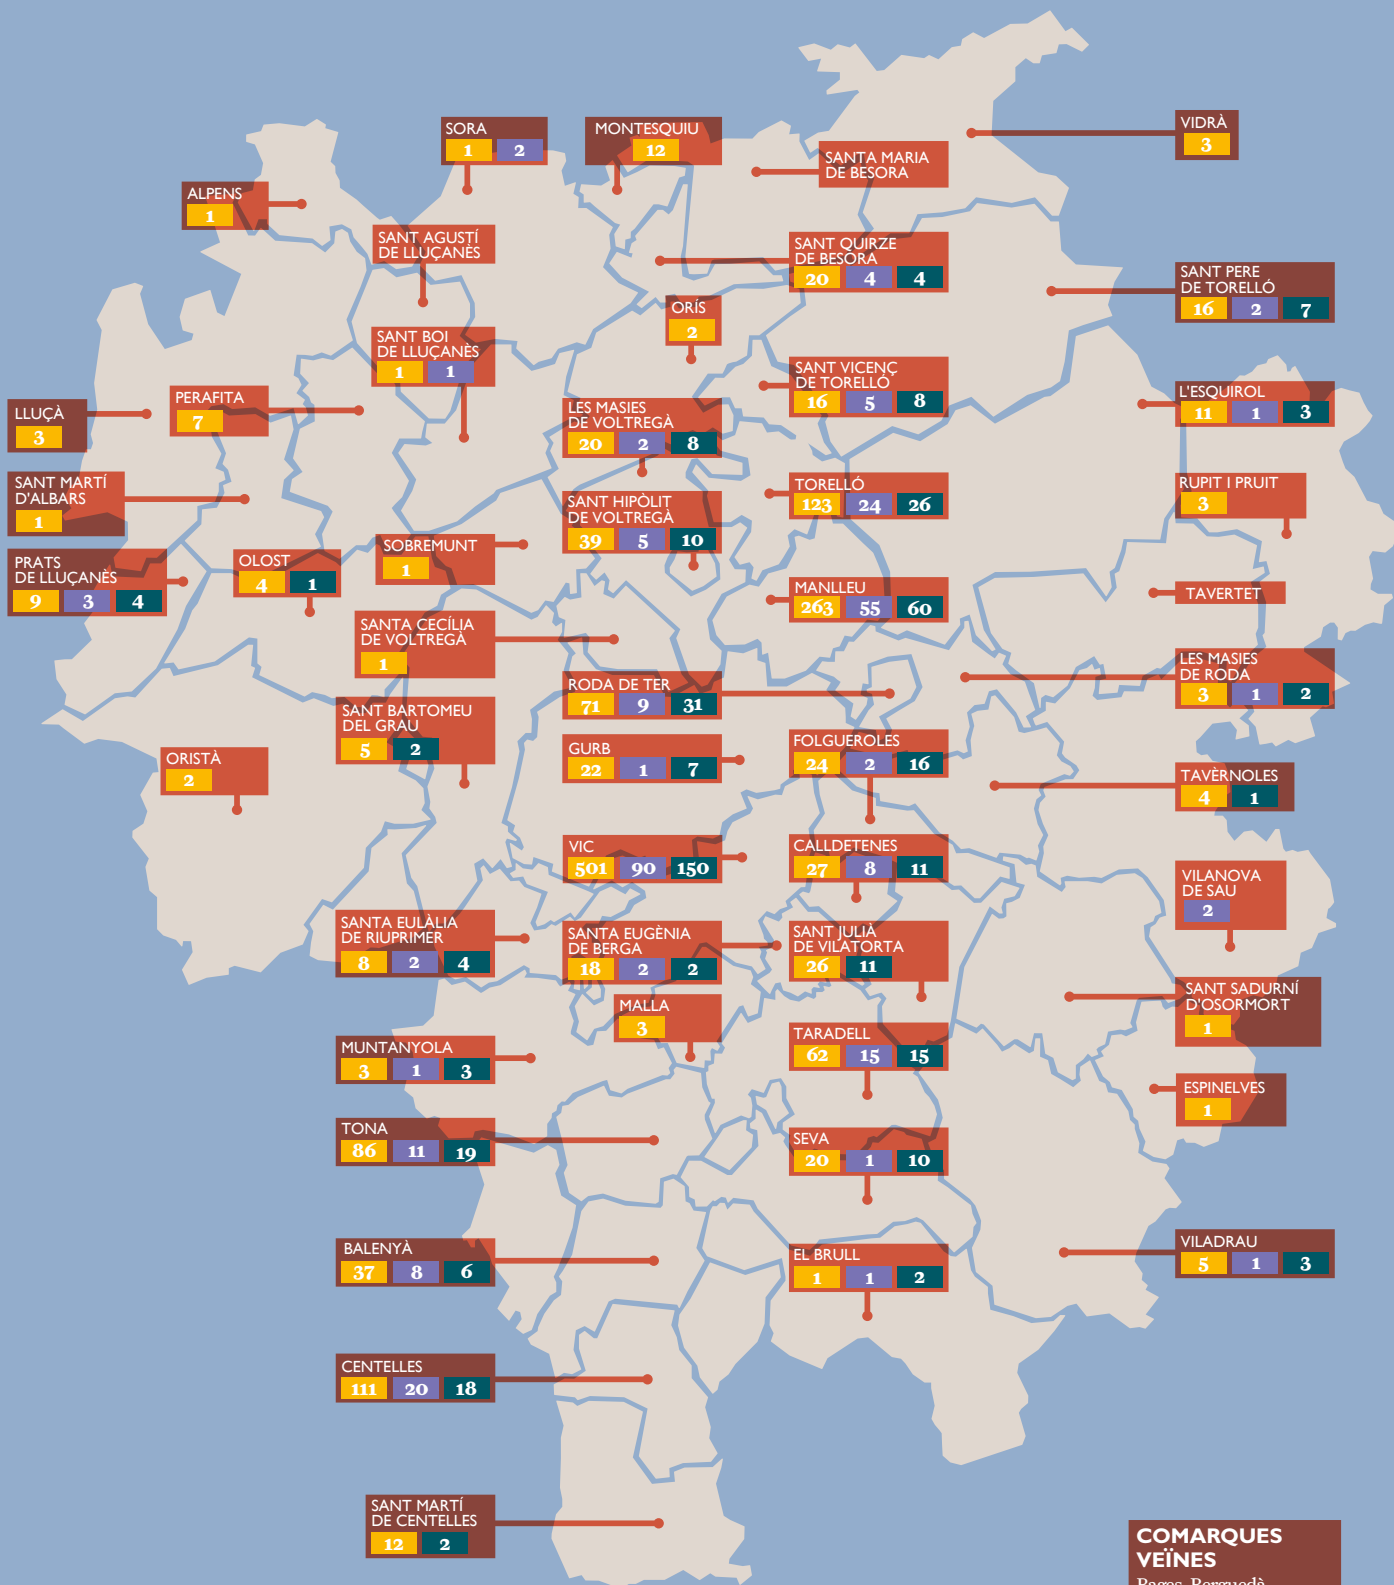 VIDRÀ
3
SORA
1 2
MONTESQUIU
12
SANTA MARIA
DE BESORA
ALPENS
1
SANT AGUSTÍ
DE LLUÇANÈS
SANT QUIRZE
DE BESORA
20 4 4
SANT PERE
DE TORELLÓ
16 2 7
ORÍS
2
SANT BOI
DE LLUÇANÈS
1 1
SANT VICENÇ
DE TORELLÓ
16 5 8
L'ESQUIROL
11 1 3
PERAFITA
7
LLUÇÀ
3
LES MASIES
DE VOLTREGÀ
20 2 8
SANT MARTÍ
D'ALBARS
1
TORELLÓ
123 24 26
RUPIT I PRUIT
3
SANT HIPÒLIT
DE VOLTREGÀ
39 5 10
SOBREMUNT
1
PRATS
DE LLUÇANÈS
9 3 4
OLOST
4 1
MANLLEU
263 55 60
TAVERTET
SANTA CECÍLIA
DE VOLTREGÀ
1
LES MASIES
DE RODA
3 1 2
RODA DE TER
71 9 31
SANT BARTOMEU
DEL GRAU
5 2
GURB
22 1 7
FOLGUEROLES
24 2 16
ORISTÀ
2
TAVÈRNOLES
4 1
VIC
501 90 150
CALLDETENES
27 8 11
VILANOVA
DE SAU
2
SANTA EULÀLIA
DE RIUPRIMER
8 2 4
SANTA EUGÈNIA
DE BERGA
18 2 2
SANT JULIÀ
DE VILATORTA
26 11
SANT SADURNÍ
D'OSORMORT
1
MALLA
3
MUNTANYOLA
3 1 3
TARADELL
62 15 15
ESPINELVES
1
TONA
86 11 19
SEVA
20 1 10
BALENYÀ
37 8 6
EL BRULL
1 1 2
VILADRAU
5 1 3
CENTELLES
111 20 18
SANT MARTÍ
DE CENTELLES
12 2
COMARQUES
VEÏNES
Bages, Berguedà,